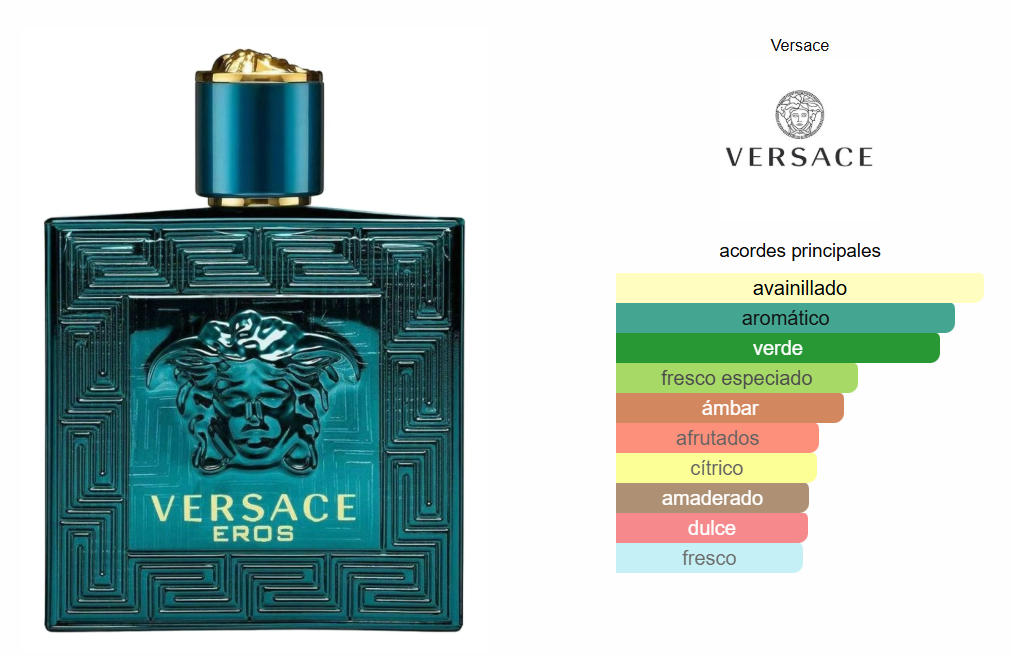 VERSACE
EROS
Versace
VERSACE
acordes principales
avainillado
aromático
verde
fresco especiado
ámbar
afrutados
cítrico
amaderado
dulce
fresco